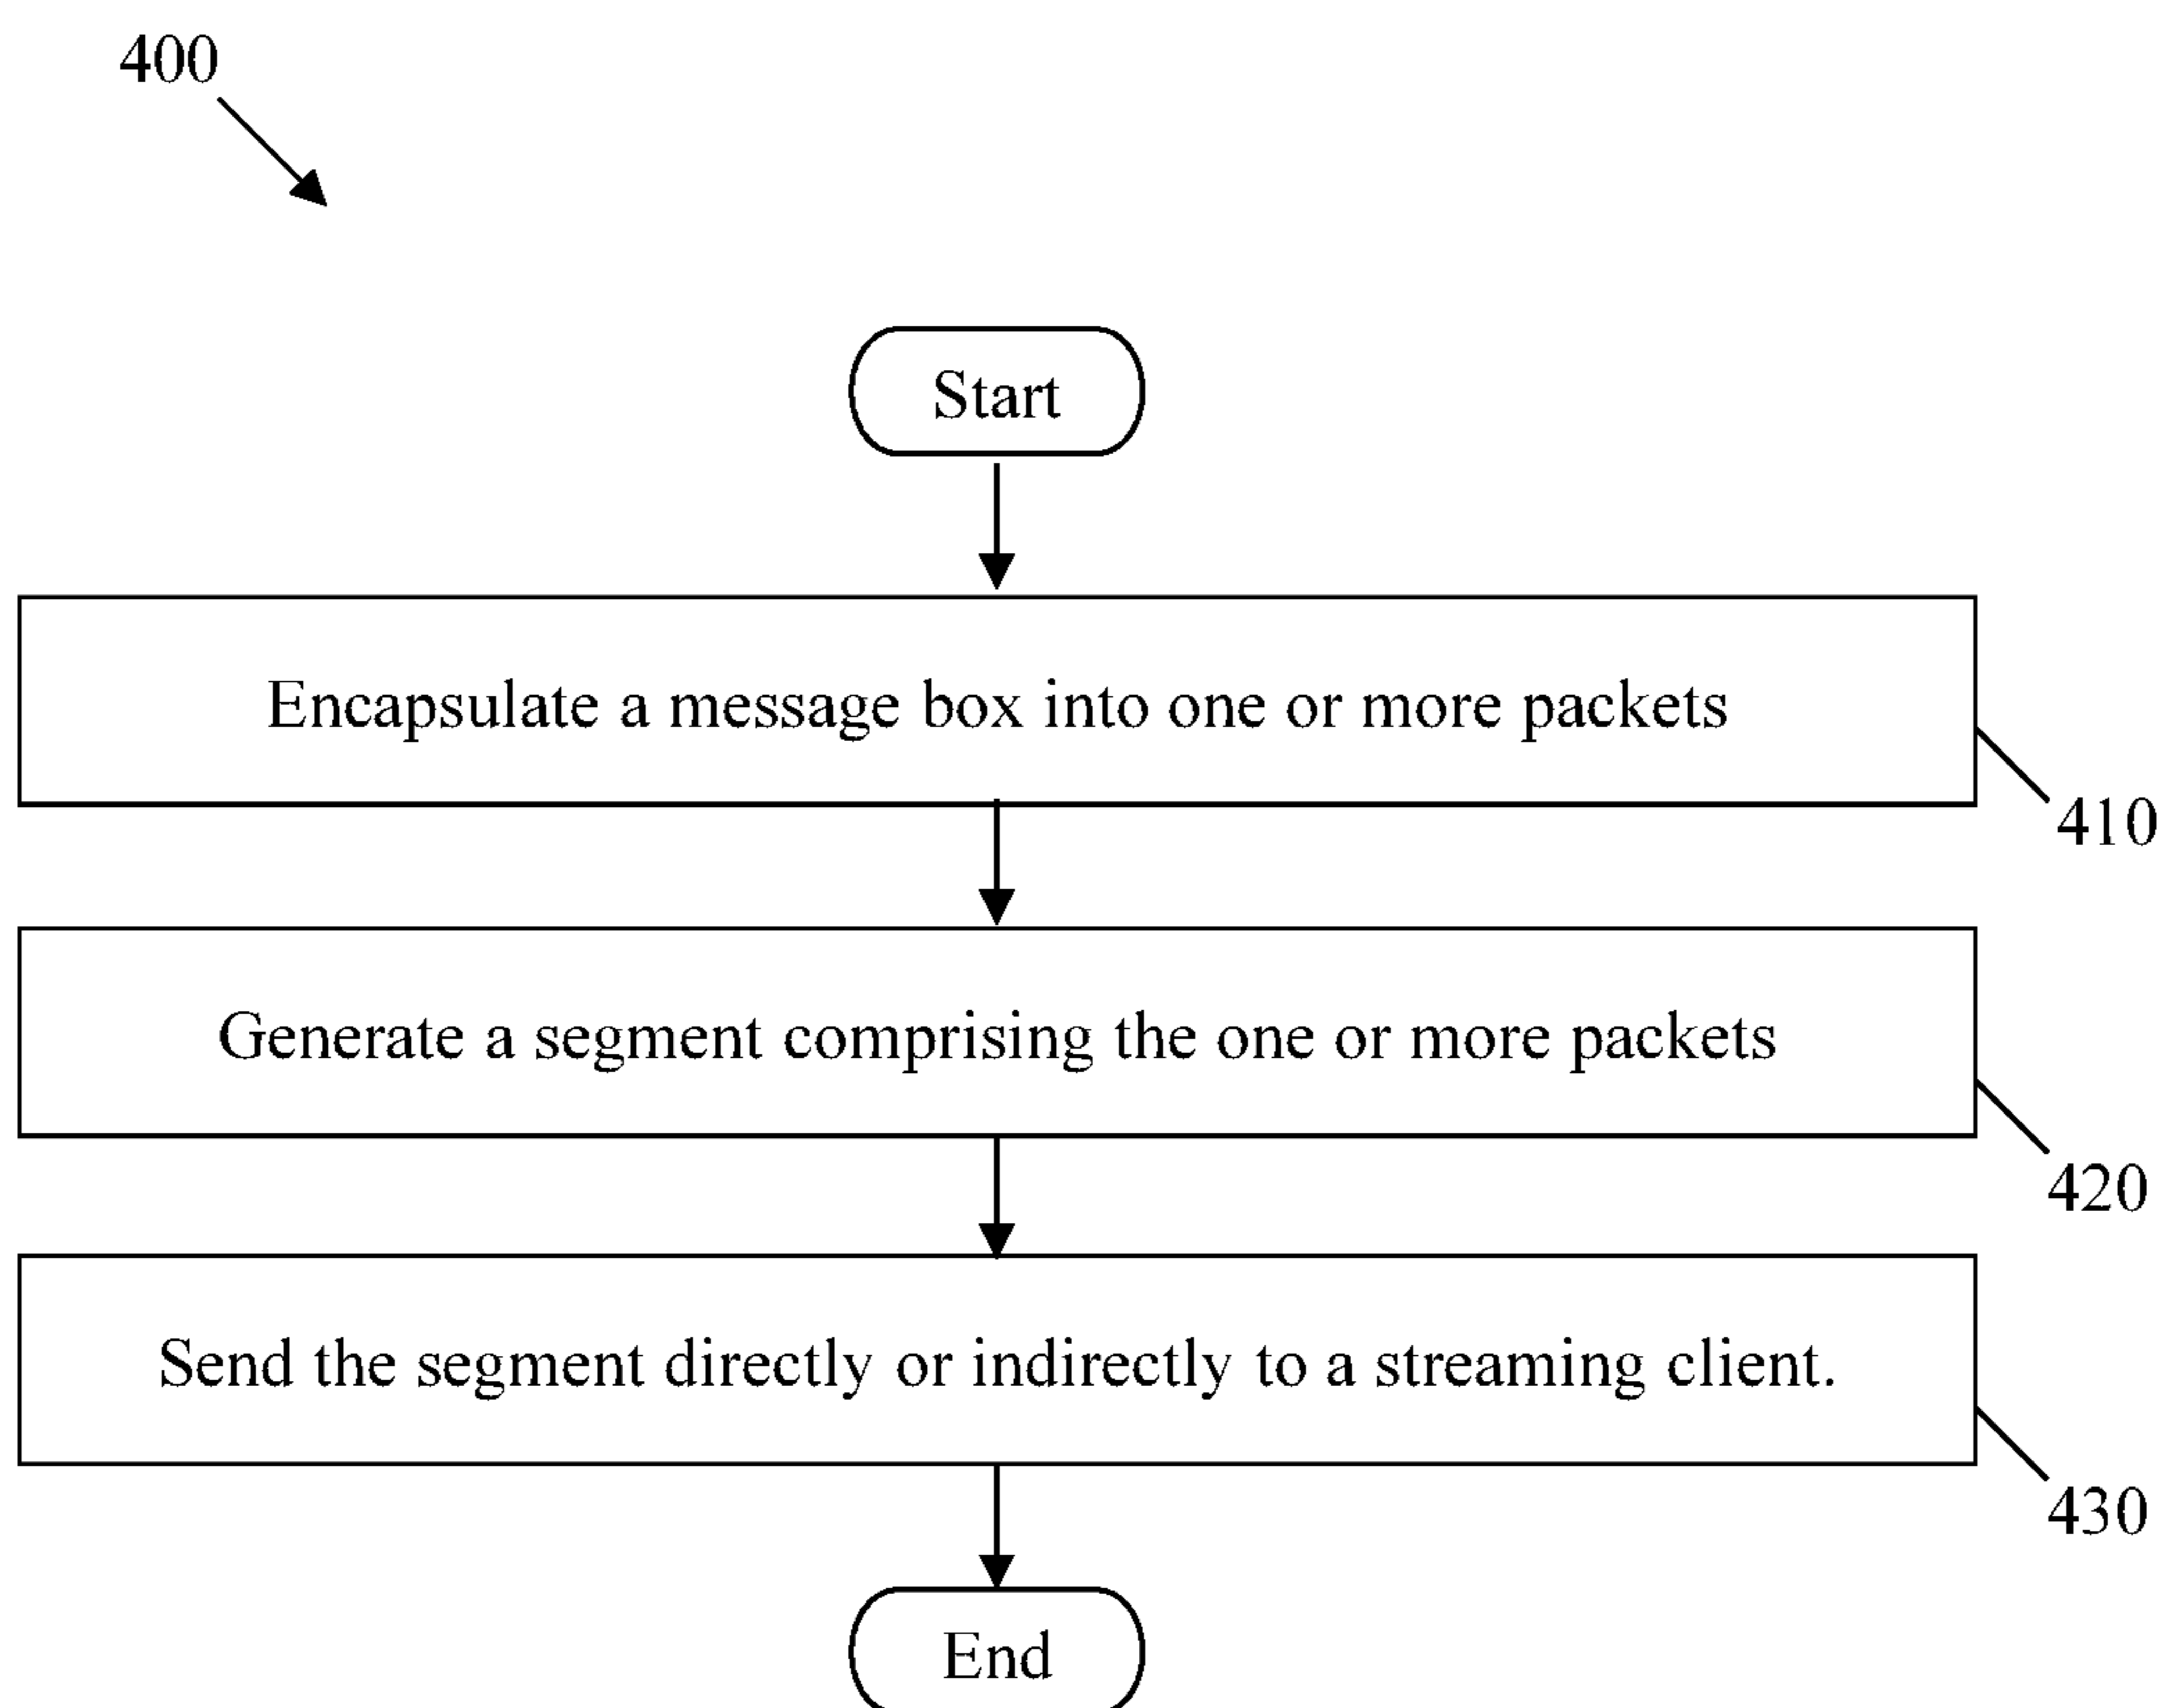 400
Start
Encapsulate a message box into one or more packets
410
Generate a segment comprising the one or more packets
420
Send the segment directly or indirectly to a streaming client.
430
End